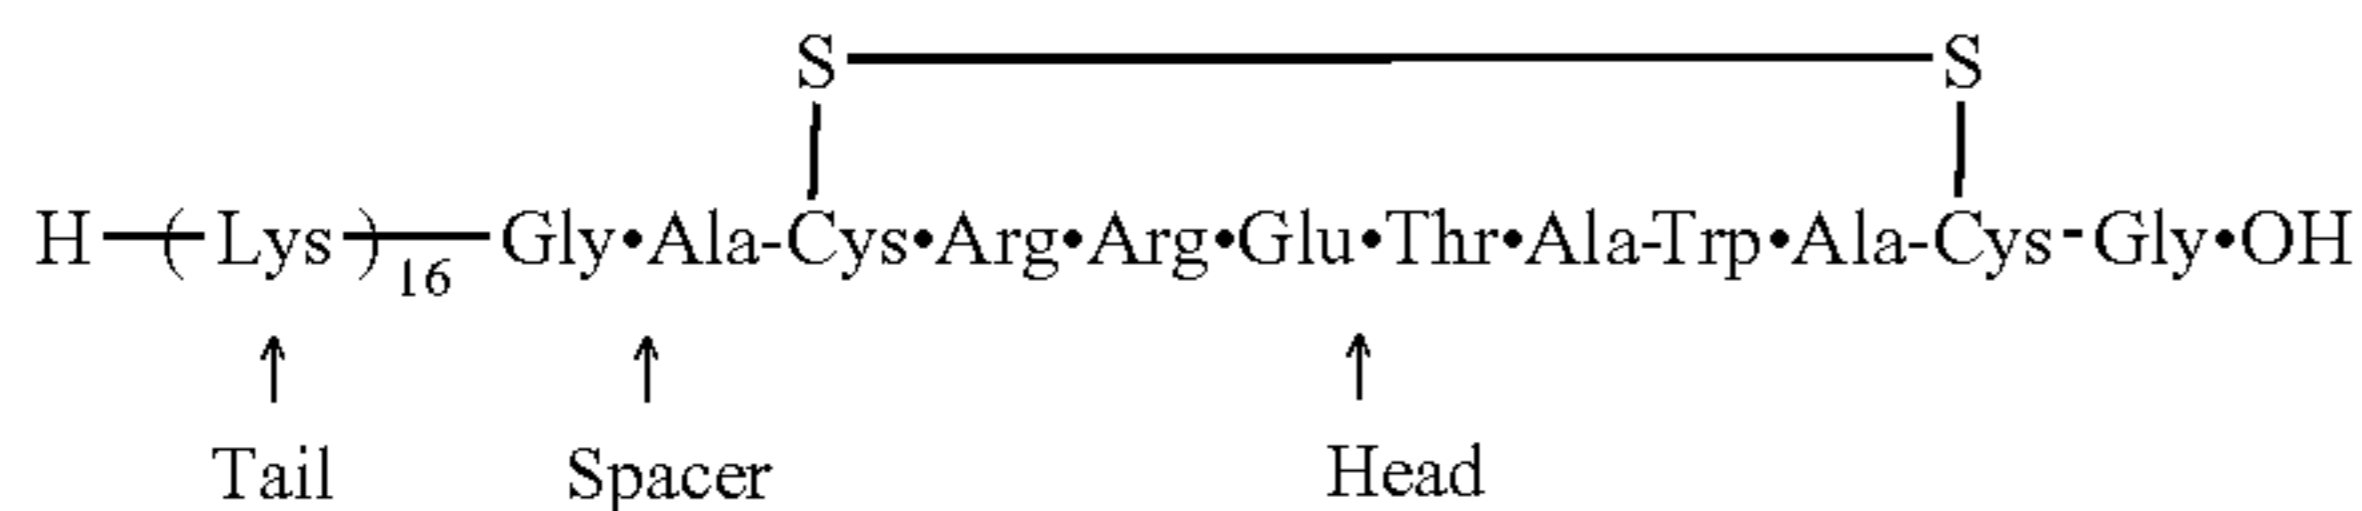 S S
H—(Lys)16—Gly•Ala-Cys•Arg•Arg•Glu•Thr•Ala-Trp•Ala-Cys-Gly•OH
Tail Spacer Head